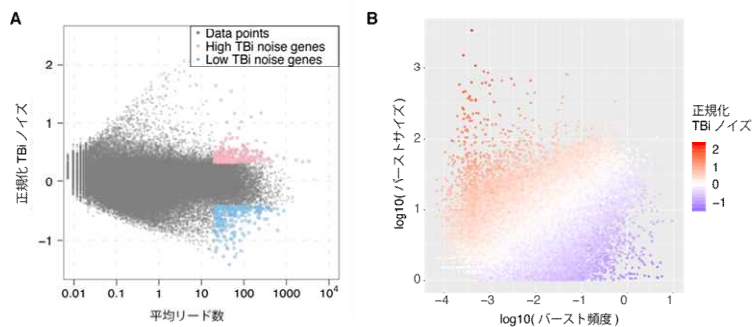 A
Data points
High TBi noise genes
Low TBi noise genes
正規化 TBi ノイズ
2
1
0
−1
0.01
0.1
1
10
100
1000
10^4
平均リード数
B
log10( バーストサイズ )
3
2
1
0
−4
−3
−2
−1
0
1
log10( バースト頻度 )
正規化
TBi ノイズ
2
1
0
−1